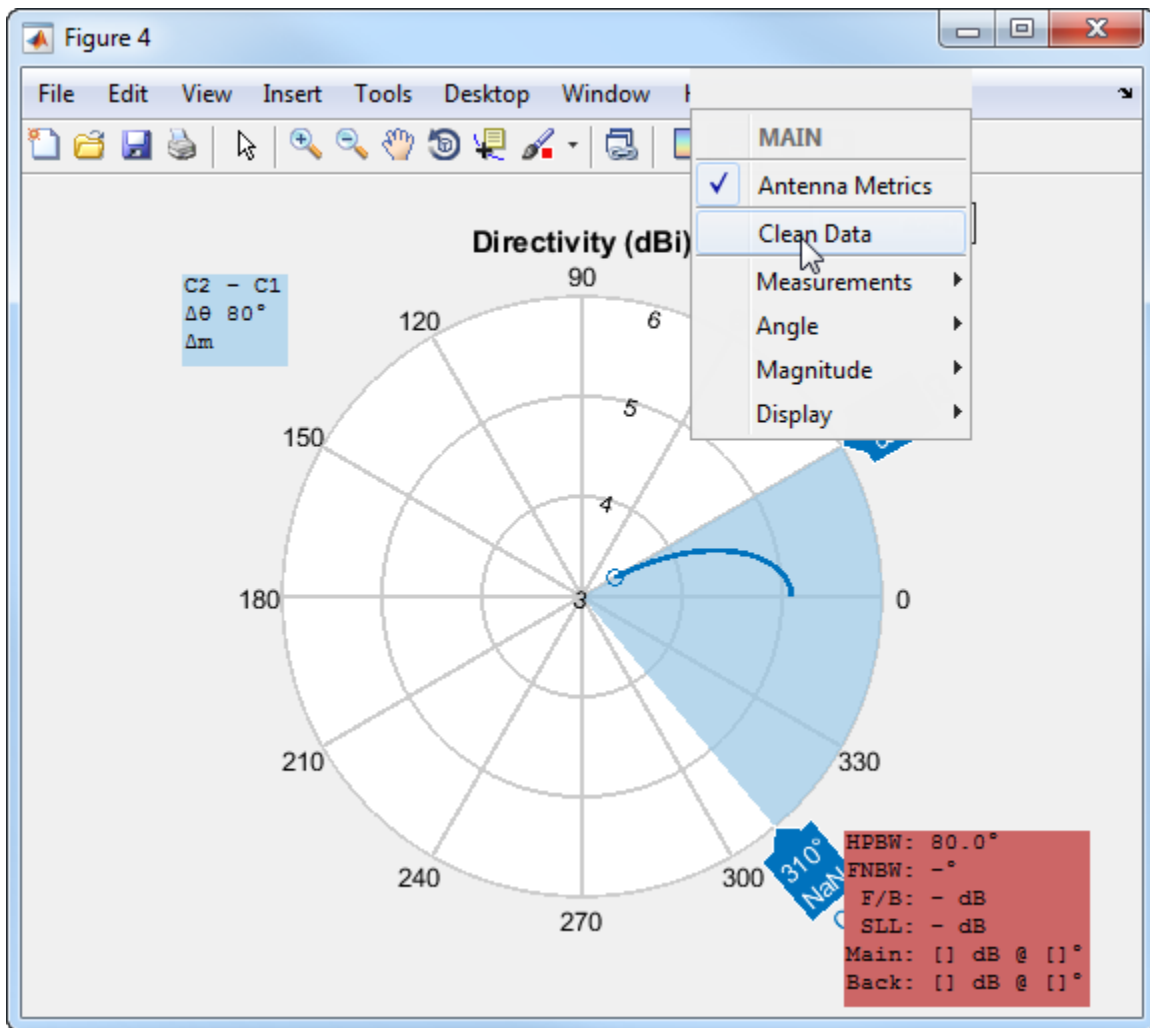 Figure 4
File Edit View Insert Tools Desktop Window
MAIN
Antenna Metrics
Clean Data
Measurements
Angle
Magnitude
Display
Directivity (dBi)
C2 - C1
Δθ 80°
Δm
90
120
6
5
150
4
180
3
0
210
330
240
300
270
310°
NaN
HPBW: 80.0°
FNBW: -°
F/B: - dB
SLL: - dB
Main: [] dB @ []°
Back: [] dB @ []°